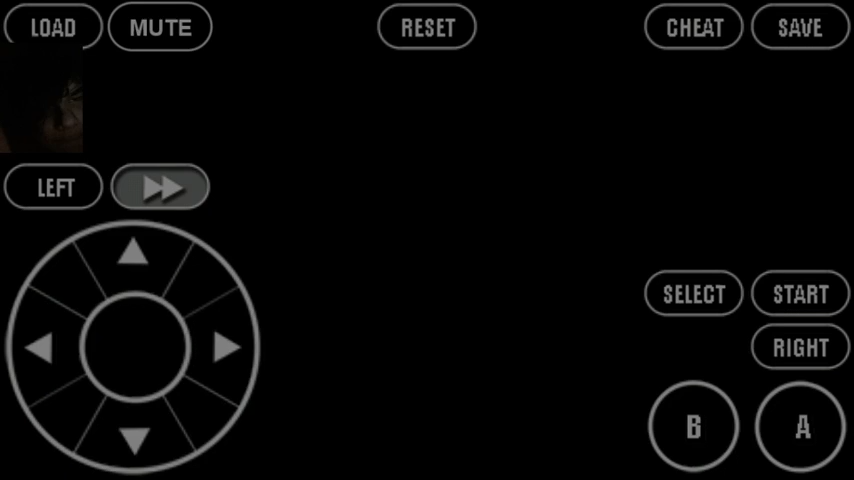 LOAD MUTE RESET CHEAT SAVE
LEFT
SELECT START
RIGHT
B A